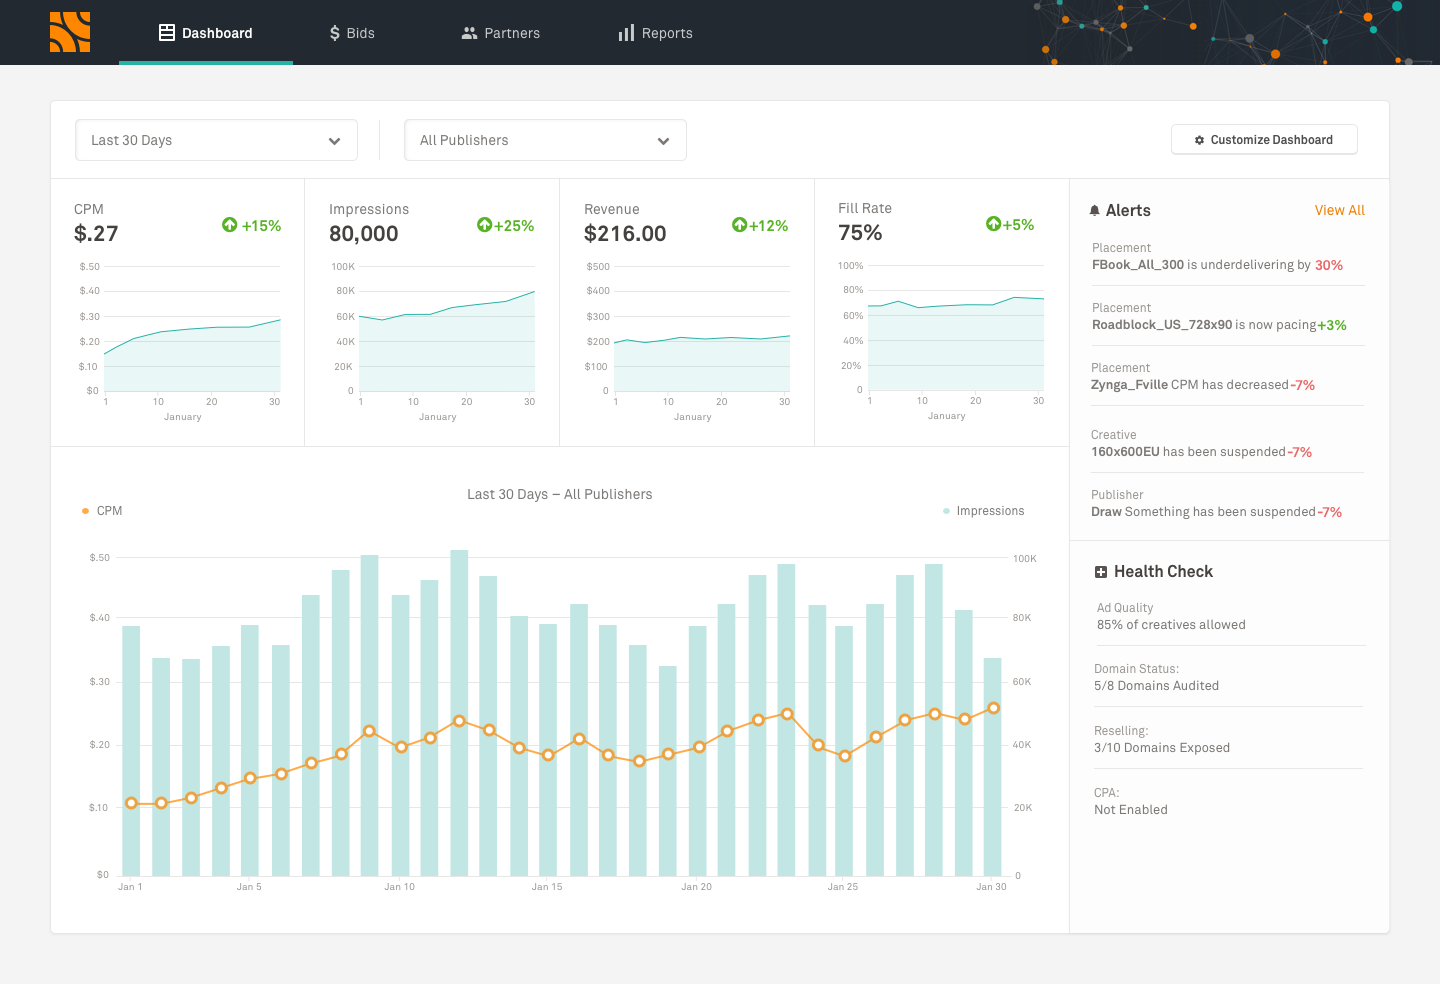 Dashboard
Bids
Partners
Reports
Last 30 Days
All Publishers
Customize Dashboard
CPM
$.27
+15%
$.50
$.40
$.30
$.20
$.10
$0
1 10 20 30
January
Impressions
80,000
+25%
100K
80K
60K
40K
20K
0
1 10 20 30
January
Revenue
$216.00
+12%
$500
$400
$300
$200
$100
0
1 10 20 30
January
Fill Rate
75%
+5%
100%
80%
60%
40%
20%
0
1 10 20 30
January
Alerts
View All
Placement
FBook_All_300 is underdelivering by 30%
Placement
Roadblock_US_728x90 is now pacing +3%
Placement
Zynga_Fville CPM has decreased -7%
Creative
160x600EU has been suspended -7%
Publisher
Draw Something has been suspended -7%
Last 30 Days – All Publishers
CPM
Impressions
$.50
$.40
$.30
$.20
$.10
$0
100K
80K
60K
40K
20K
0
Jan 1 Jan 5 Jan 10 Jan 15 Jan 20 Jan 25 Jan 30
Health Check
Ad Quality
85% of creatives allowed
Domain Status:
5/8 Domains Audited
Reselling:
3/10 Domains Exposed
CPA:
Not Enabled